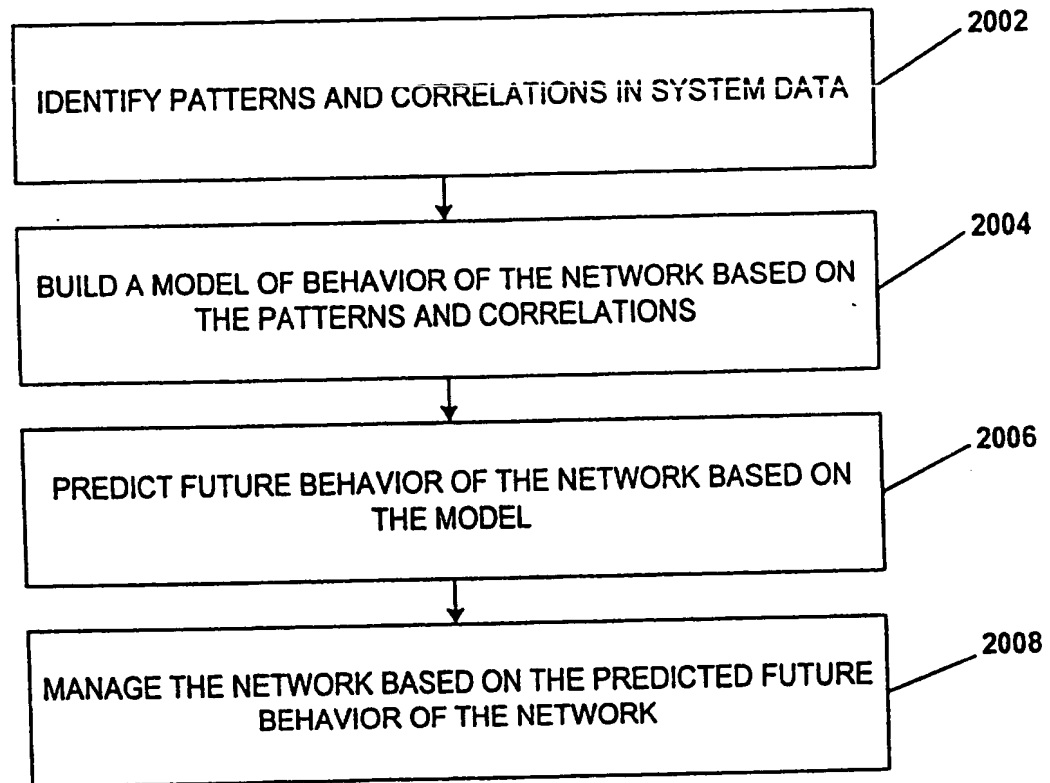 2002
IDENTIFY PATTERNS AND CORRELATIONS IN SYSTEM DATA
2004
BUILD A MODEL OF BEHAVIOR OF THE NETWORK BASED ON
THE PATTERNS AND CORRELATIONS
2006
PREDICT FUTURE BEHAVIOR OF THE NETWORK BASED ON
THE MODEL
2008
MANAGE THE NETWORK BASED ON THE PREDICTED FUTURE
BEHAVIOR OF THE NETWORK